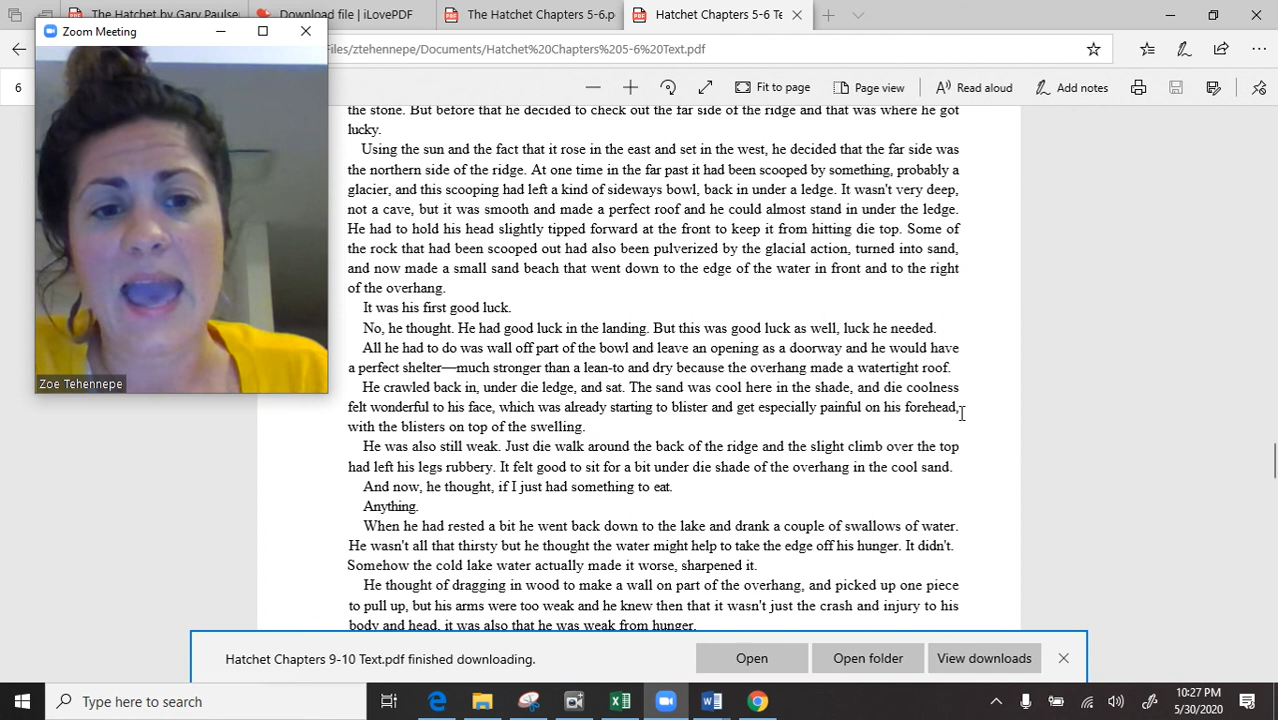 The Hatchet by Gary Paulse
Download file | iLovePDF
The Hatchet Chapters 5-6.p
Hatchet Chapters 5-6 Te
Zoom Meeting
Files/ztehennepe/Documents/Hatchet%20Chapters%205-6%20Text.pdf
6
Fit to page
Page view
Read aloud
Add notes
the stone. But before that he decided to check out the far side of the ridge and that was where he got
lucky.
Using the sun and the fact that it rose in the east and set in the west, he decided that the far side was
the northern side of the ridge. At one time in the far past it had been scooped by something, probably a
glacier, and this scooping had left a kind of sideways bowl, back in under a ledge. It wasn't very deep,
not a cave, but it was smooth and made a perfect roof and he could almost stand in under the ledge.
He had to hold his head slightly tipped forward at the front to keep it from hitting die top. Some of
the rock that had been scooped out had also been pulverized by the glacial action, turned into sand,
and now made a small sand beach that went down to the edge of the water in front and to the right
of the overhang.
It was his first good luck.
No, he thought. He had good luck in the landing. But this was good luck as well, luck he needed.
All he had to do was wall off part of the bowl and leave an opening as a doorway and he would have
a perfect shelter—much stronger than a lean-to and dry because the overhang made a watertight roof.
He crawled back in, under die ledge, and sat. The sand was cool here in the shade, and die coolness
felt wonderful to his face, which was already starting to blister and get especially painful on his forehead,
with the blisters on top of the swelling.
He was also still weak. Just die walk around the back of the ridge and the slight climb over the top
had left his legs rubbery. It felt good to sit for a bit under die shade of the overhang in the cool sand.
And now, he thought, if I just had something to eat.
Anything.
When he had rested a bit he went back down to the lake and drank a couple of swallows of water.
He wasn't all that thirsty but he thought the water might help to take the edge off his hunger. It didn't.
Somehow the cold lake water actually made it worse, sharpened it.
He thought of dragging in wood to make a wall on part of the overhang, and picked up one piece
to pull up, but his arms were too weak and he knew then that it wasn't just the crash and injury to his
body and head, it was also that he was weak from hunger.
Zoe Tehennepe
Hatchet Chapters 9-10 Text.pdf finished downloading.
Open
Open folder
View downloads
Type here to search
10:27 PM
5/30/2020